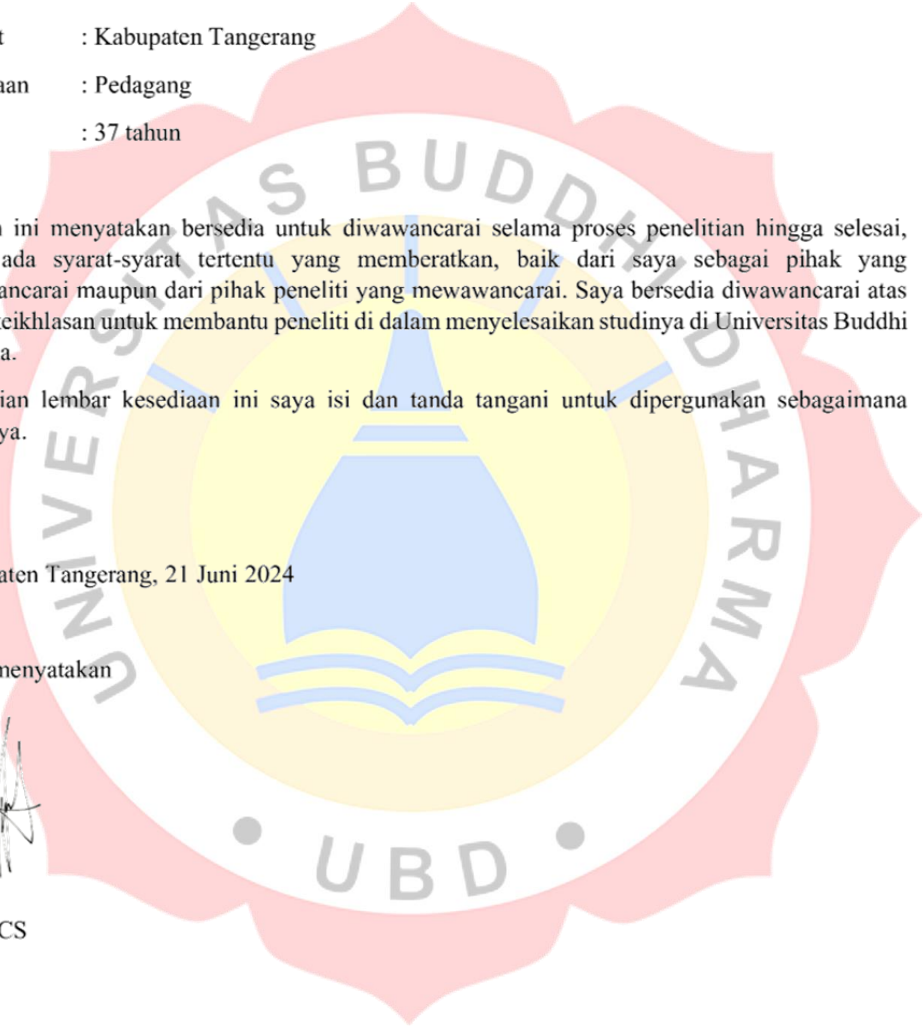 t : Kabupaten Tangerang
aan : Pedagang
: 37 tahun
UNIVERSITAS BUDDHI DHARMA
ini menyatakan bersedia untuk diwawancarai selama proses penelitian hingga selesai,
ada syarat-syarat tertentu yang memberatkan, baik dari saya sebagai pihak yang
ancarai maupun dari pihak peneliti yang mewawancarai. Saya bersedia diwawancarai atas
keikhlasan untuk membantu peneliti di dalam menyelesaikan studinya di Universitas Buddhi
a.
ian lembar kesediaan ini saya isi dan tanda tangani untuk dipergunakan sebagaimana
ya.
aten Tangerang, 21 Juni 2024
menyatakan
• UBD •
CS